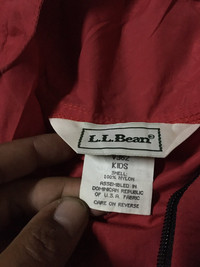 L.L.Bean®
KIDS
SHELL:
100% NYLON
ASSEMBLED IN
DOMINICAN REPUBLIC
OF U.S.A. FABRIC
CARE ON REVERSE